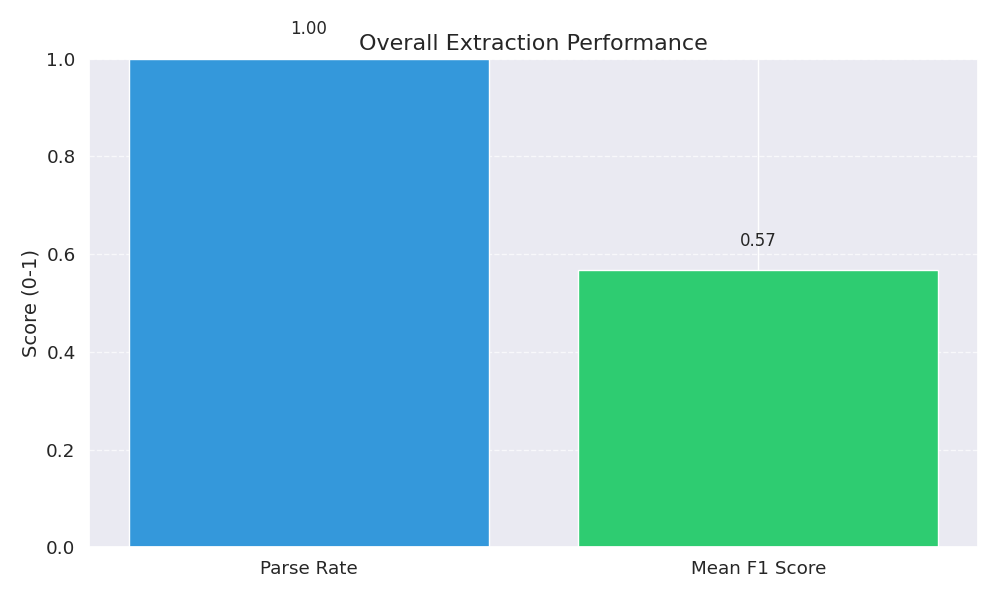 1.00
Overall Extraction Performance
1.0
0.8
0.6
0.4
0.2
0.0
Score (0-1)
0.57
Parse Rate
Mean F1 Score